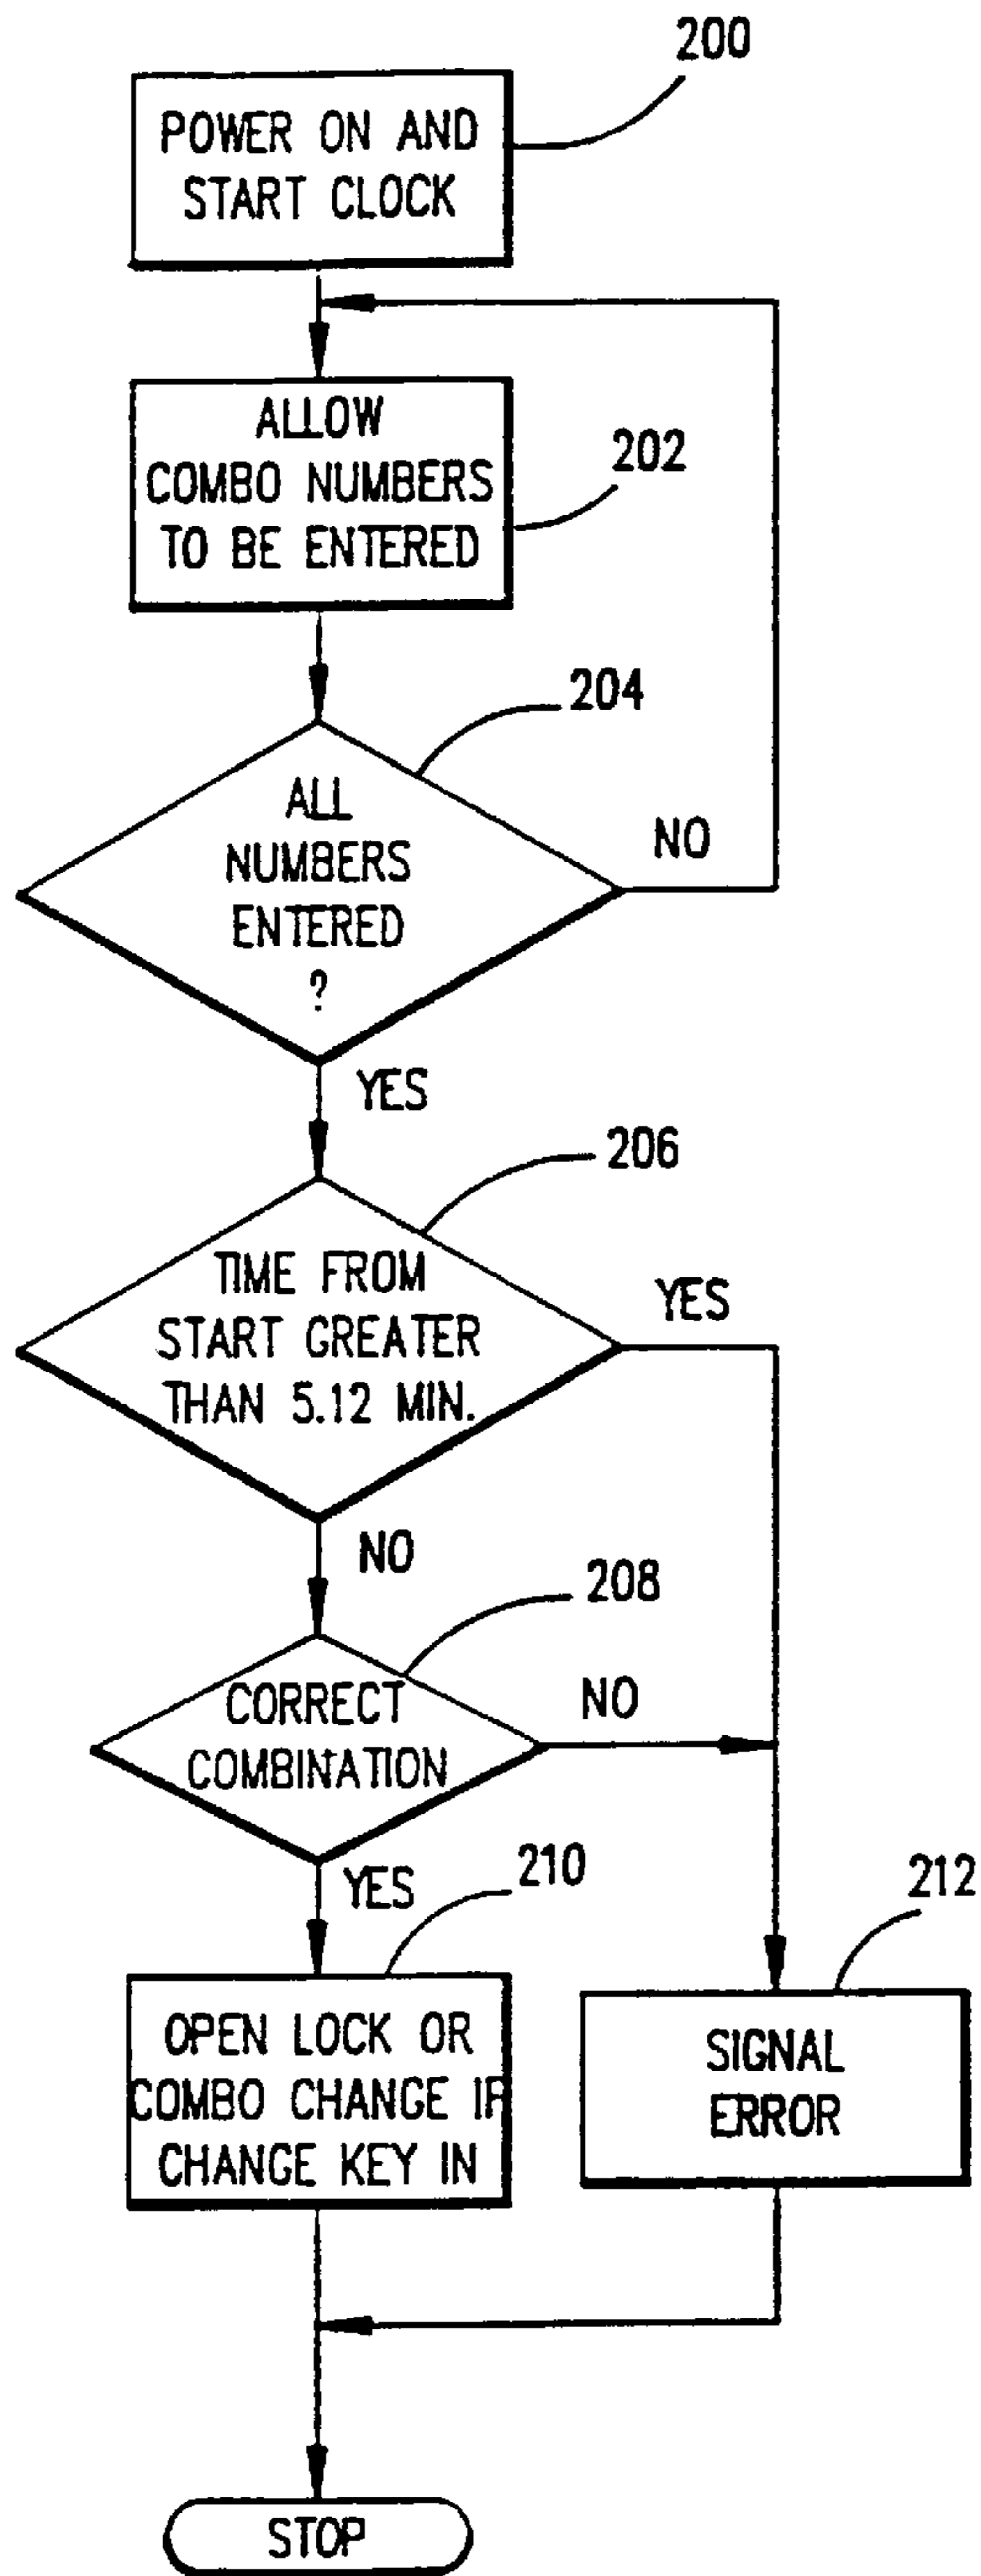 200
POWER ON AND
START CLOCK
ALLOW
COMBO NUMBERS
TO BE ENTERED
202
204
ALL
NUMBERS
ENTERED
?
NO
YES
206
TIME FROM
START GREATER
THAN 5.12 MIN.
YES
NO
208
CORRECT
COMBINATION
NO
YES
210
212
OPEN LOCK OR
COMBO CHANGE IF
CHANGE KEY IN
SIGNAL
ERROR
STOP